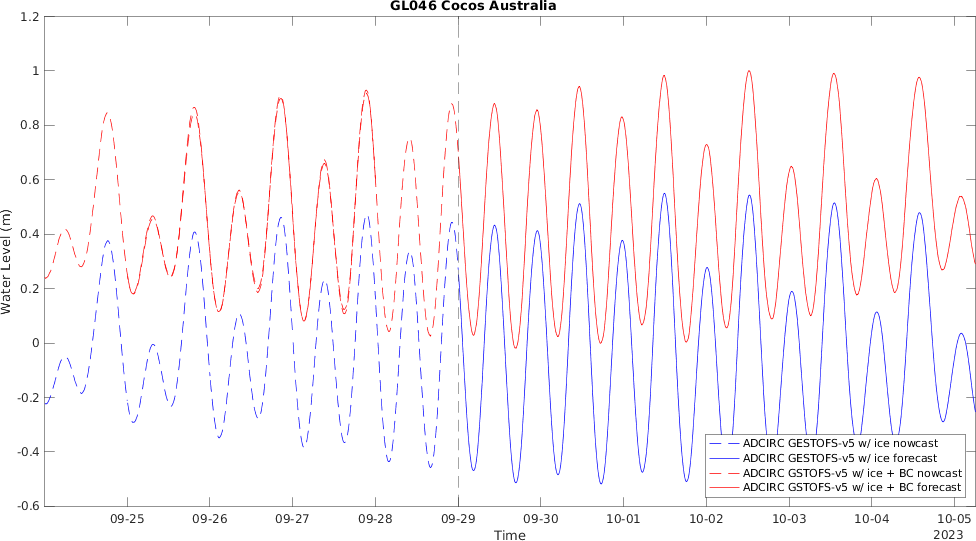 GL046 Cocos Australia
1.2
1
0.8
0.6
0.4
0.2
0
-0.2
-0.4
-0.6
Water Level (m)
09-25 09-26 09-27 09-28 09-29 09-30 10-01 10-02 10-03 10-04 10-05
Time
2023
ADCIRC GESTOFS-v5 w/ ice nowcast
ADCIRC GESTOFS-v5 w/ ice forecast
ADCIRC GSTOFS-v5 w/ ice + BC nowcast
ADCIRC GSTOFS-v5 w/ ice + BC forecast